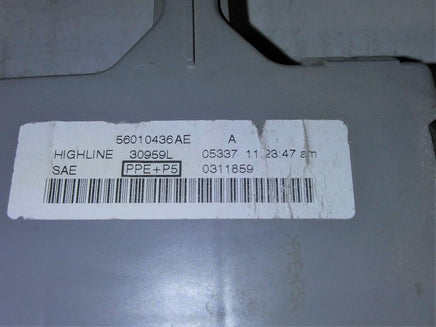 56010436AE A
HIGHLINE 30959L 05337 11:23:47 am
SAE PPE+P5 0311859